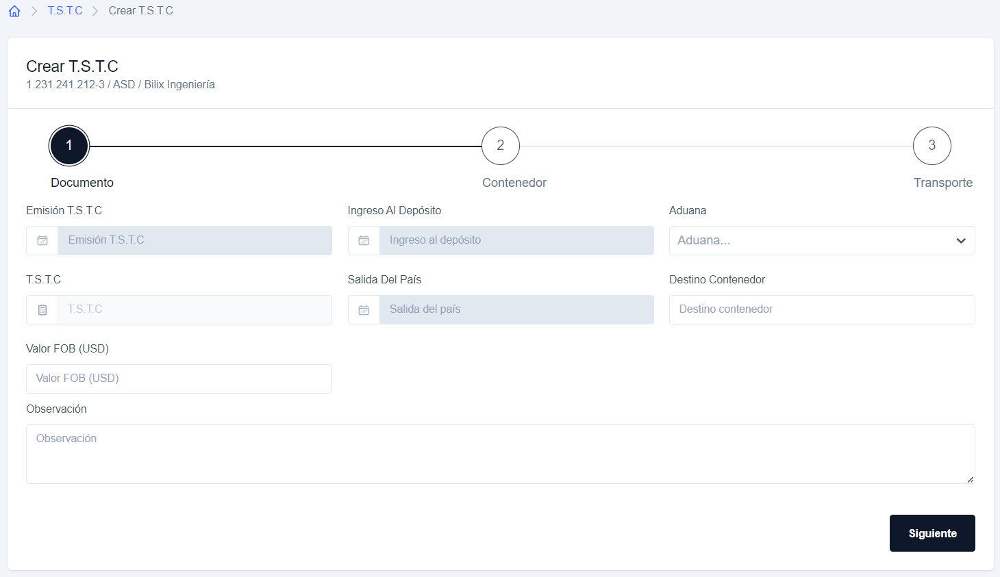 T.S.T.C > Crear T.S.T.C
Crear T.S.T.C
1.231.241.212-3 / ASD / Bilix Ingeniería
1
2
3
Documento
Contenedor
Transporte
Emisión T.S.T.C
Ingreso Al Depósito
Aduana
Emisión T.S.T.C
Ingreso al depósito
Aduana...
T.S.T.C
Salida Del País
Destino Contenedor
T.S.T.C
Salida del país
Destino contenedor
Valor FOB (USD)
Valor FOB (USD)
Observación
Observación
Siguiente